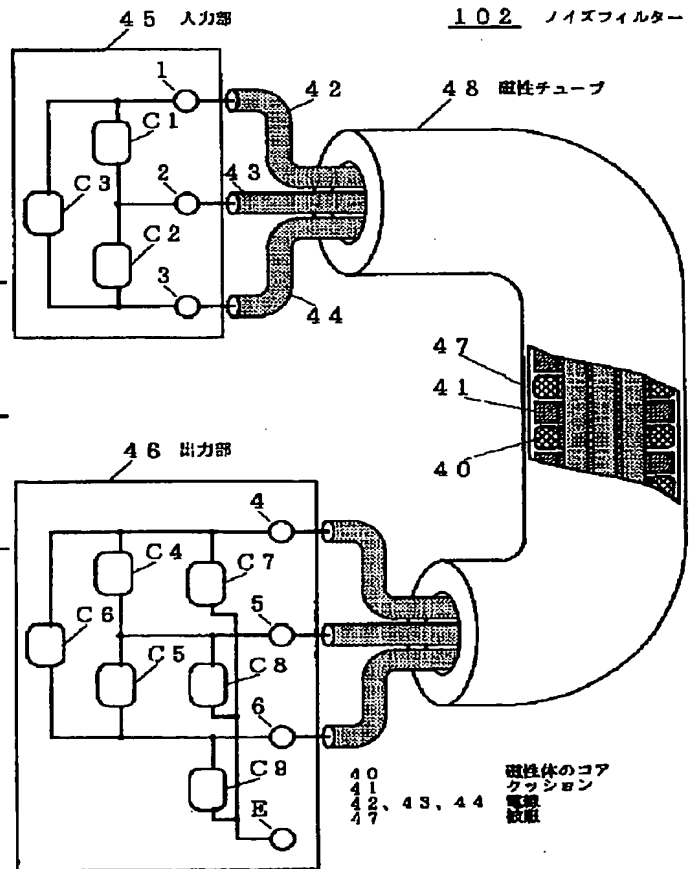 102 ノイズフィルター
45 入力部
1
42
48 磁性チューブ
C1
43
C3
2
C2
3
44
47
41
40
46 出力部
4
C4
C7
C6
5
C5
C8
6
C9
E
40 磁性体のコア
41 クッション
42、43、44 電線
47 被服